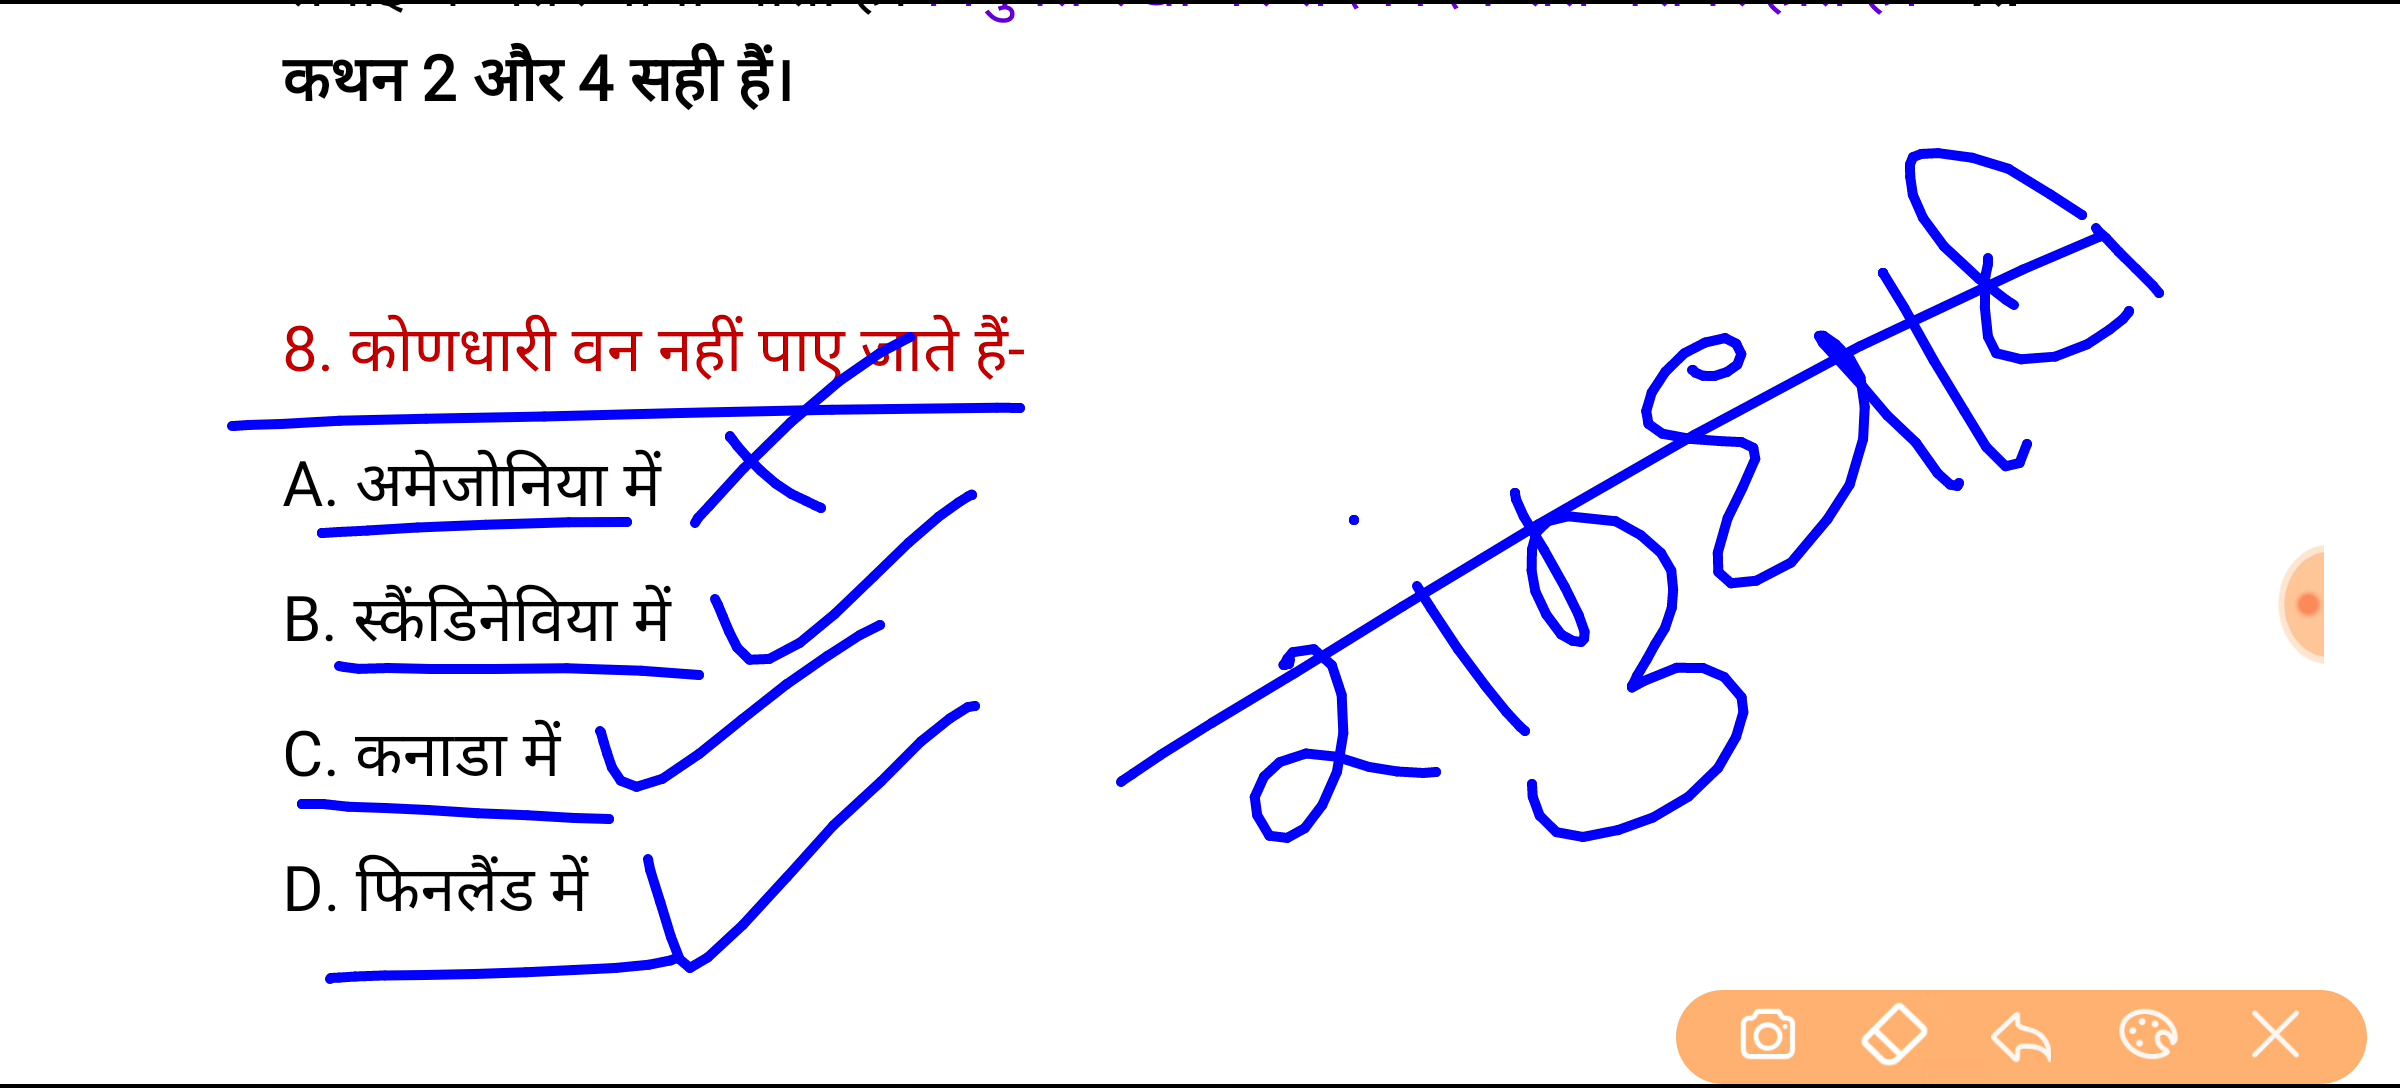 कथन 2 और 4 सही हैं।
8. कोणधारी वन नहीं पाए जाते हैं-
A. अमेजोनिया में
B. स्कैंडिनेविया में
C. कनाडा में
D. फिनलैंड में